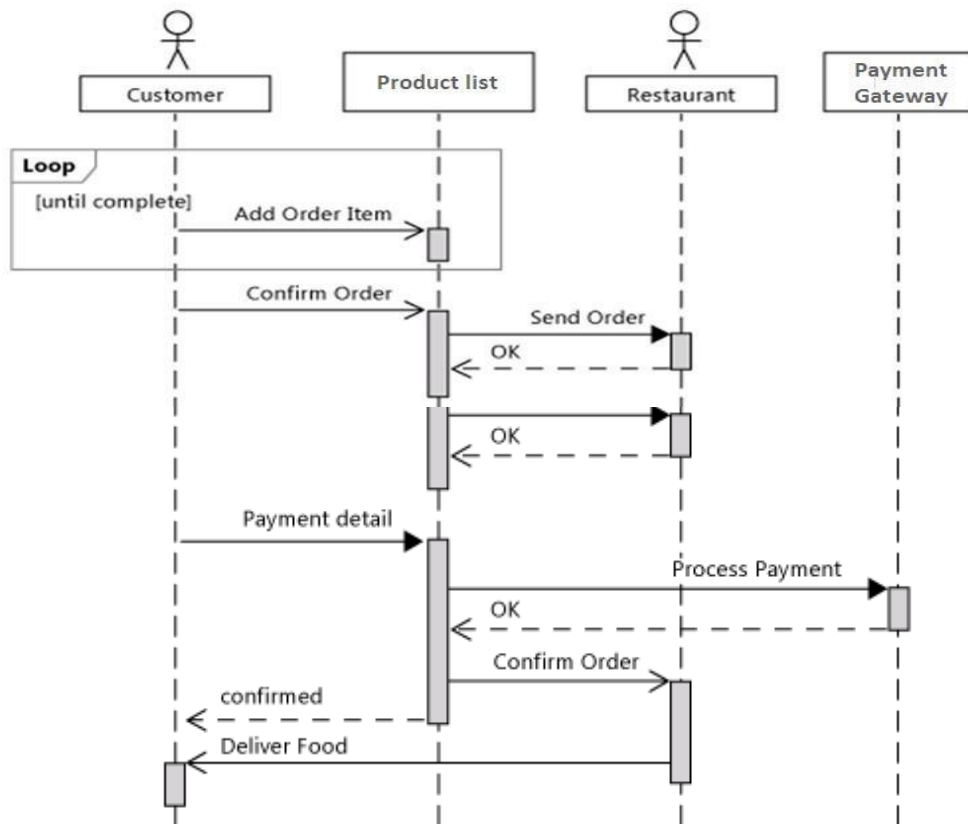 Customer
Product list
Restaurant
Payment
Gateway
Loop
[until complete]
Add Order Item
Confirm Order
Send Order
OK
OK
Payment detail
Process Payment
OK
Confirm Order
confirmed
Deliver Food